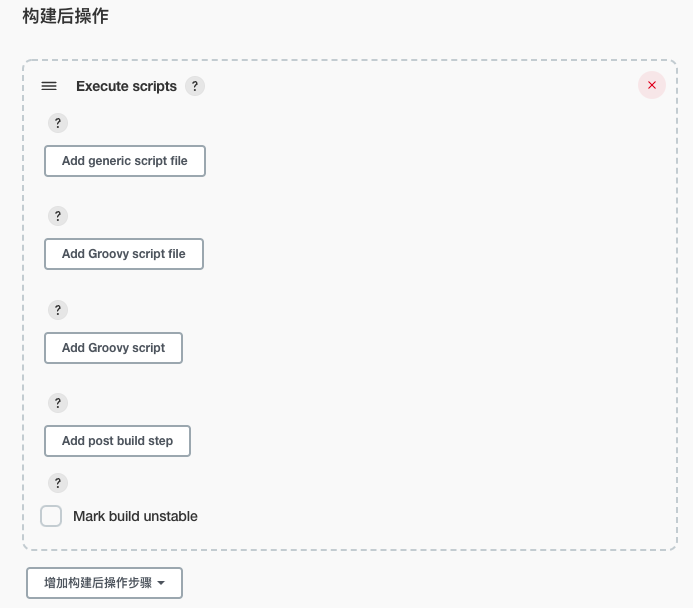 构建后操作
Execute scripts ?
?
Add generic script file
?
Add Groovy script file
?
Add Groovy script
?
Add post build step
?
Mark build unstable
增加构建后操作步骤